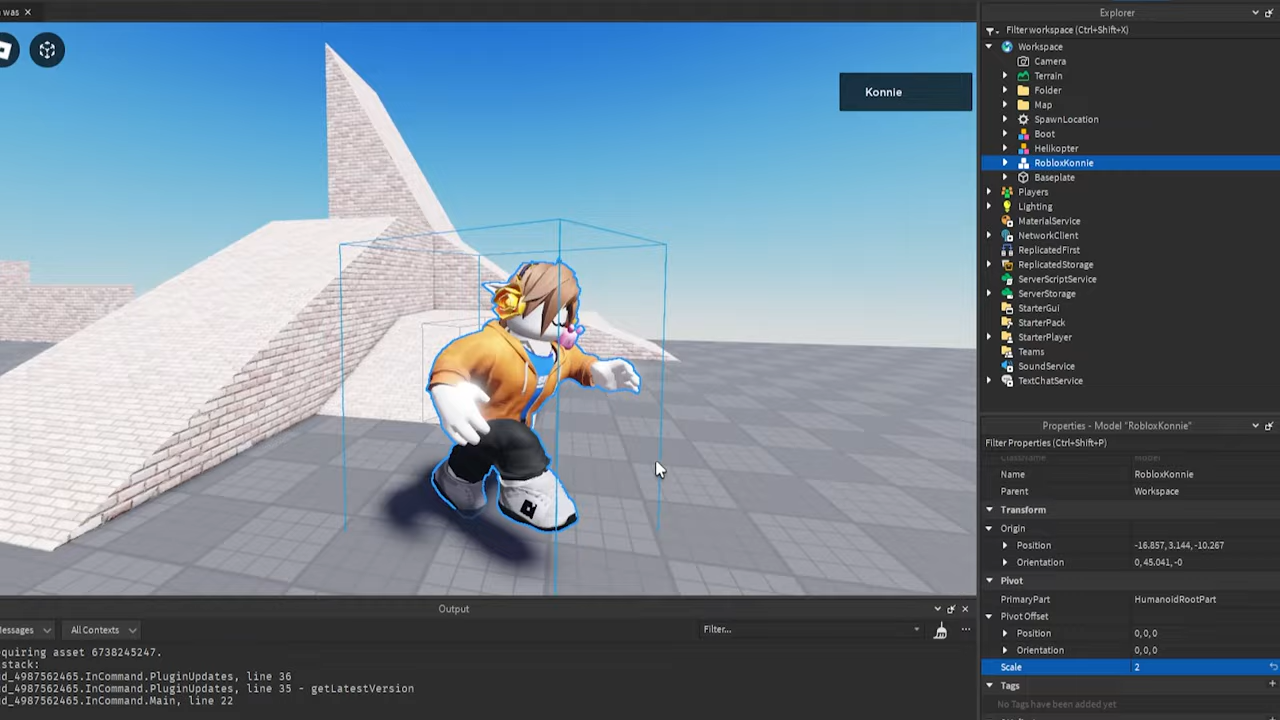 was ×
Konnie
Explorer
Filter workspace (Ctrl+Shift+X)
Workspace
Camera
Terrain
Folder
Map
SpawnLocation
Boot
Helikopter
RobloxKonnie
Baseplate
Players
Lighting
MaterialService
NetworkClient
ReplicatedFirst
ReplicatedStorage
ServerScriptService
ServerStorage
StarterGui
StarterPack
StarterPlayer
Teams
SoundService
TextChatService
Properties - Model "RobloxKonnie"
Filter Properties (Ctrl+Shift+P)
ClassName Model
Name RobloxKonnie
Parent Workspace
Transform
Origin
Position -16.857, 3.144, -10.267
Orientation 0, 45.041, -0
Pivot
PrimaryPart HumanoidRootPart
Pivot Offset
Position 0, 0, 0
Orientation 0, 0, 0
Scale 2
Tags
No Tags have been added yet
Output
essages All Contexts Filter...
quiring asset 6738245247.
stack:
d_4987562465.InCommand.PluginUpdates, line 36
d_4987562465.InCommand.PluginUpdates, line 35 - getLatestVersion
d_4987562465.InCommand.Main, line 22